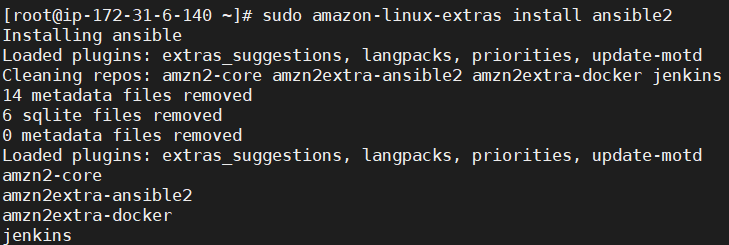 [root@ip-172-31-6-140 ~]# sudo amazon-linux-extras install ansible2
Installing ansible
Loaded plugins: extras_suggestions, langpacks, priorities, update-motd
Cleaning repos: amzn2-core amzn2extra-ansible2 amzn2extra-docker jenkins
14 metadata files removed
6 sqlite files removed
0 metadata files removed
Loaded plugins: extras_suggestions, langpacks, priorities, update-motd
amzn2-core
amzn2extra-ansible2
amzn2extra-docker
jenkins